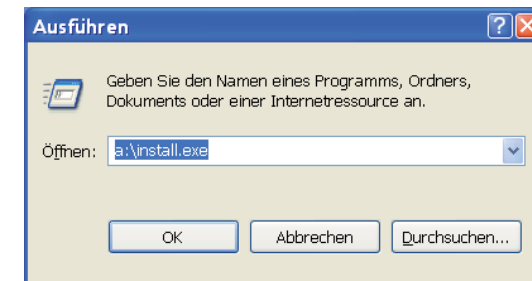 Ausführen
Geben Sie den Namen eines Programms, Ordners,
Dokuments oder einer Internetressource an.
Öffnen: a:\install.exe
OK Abbrechen Durchsuchen...